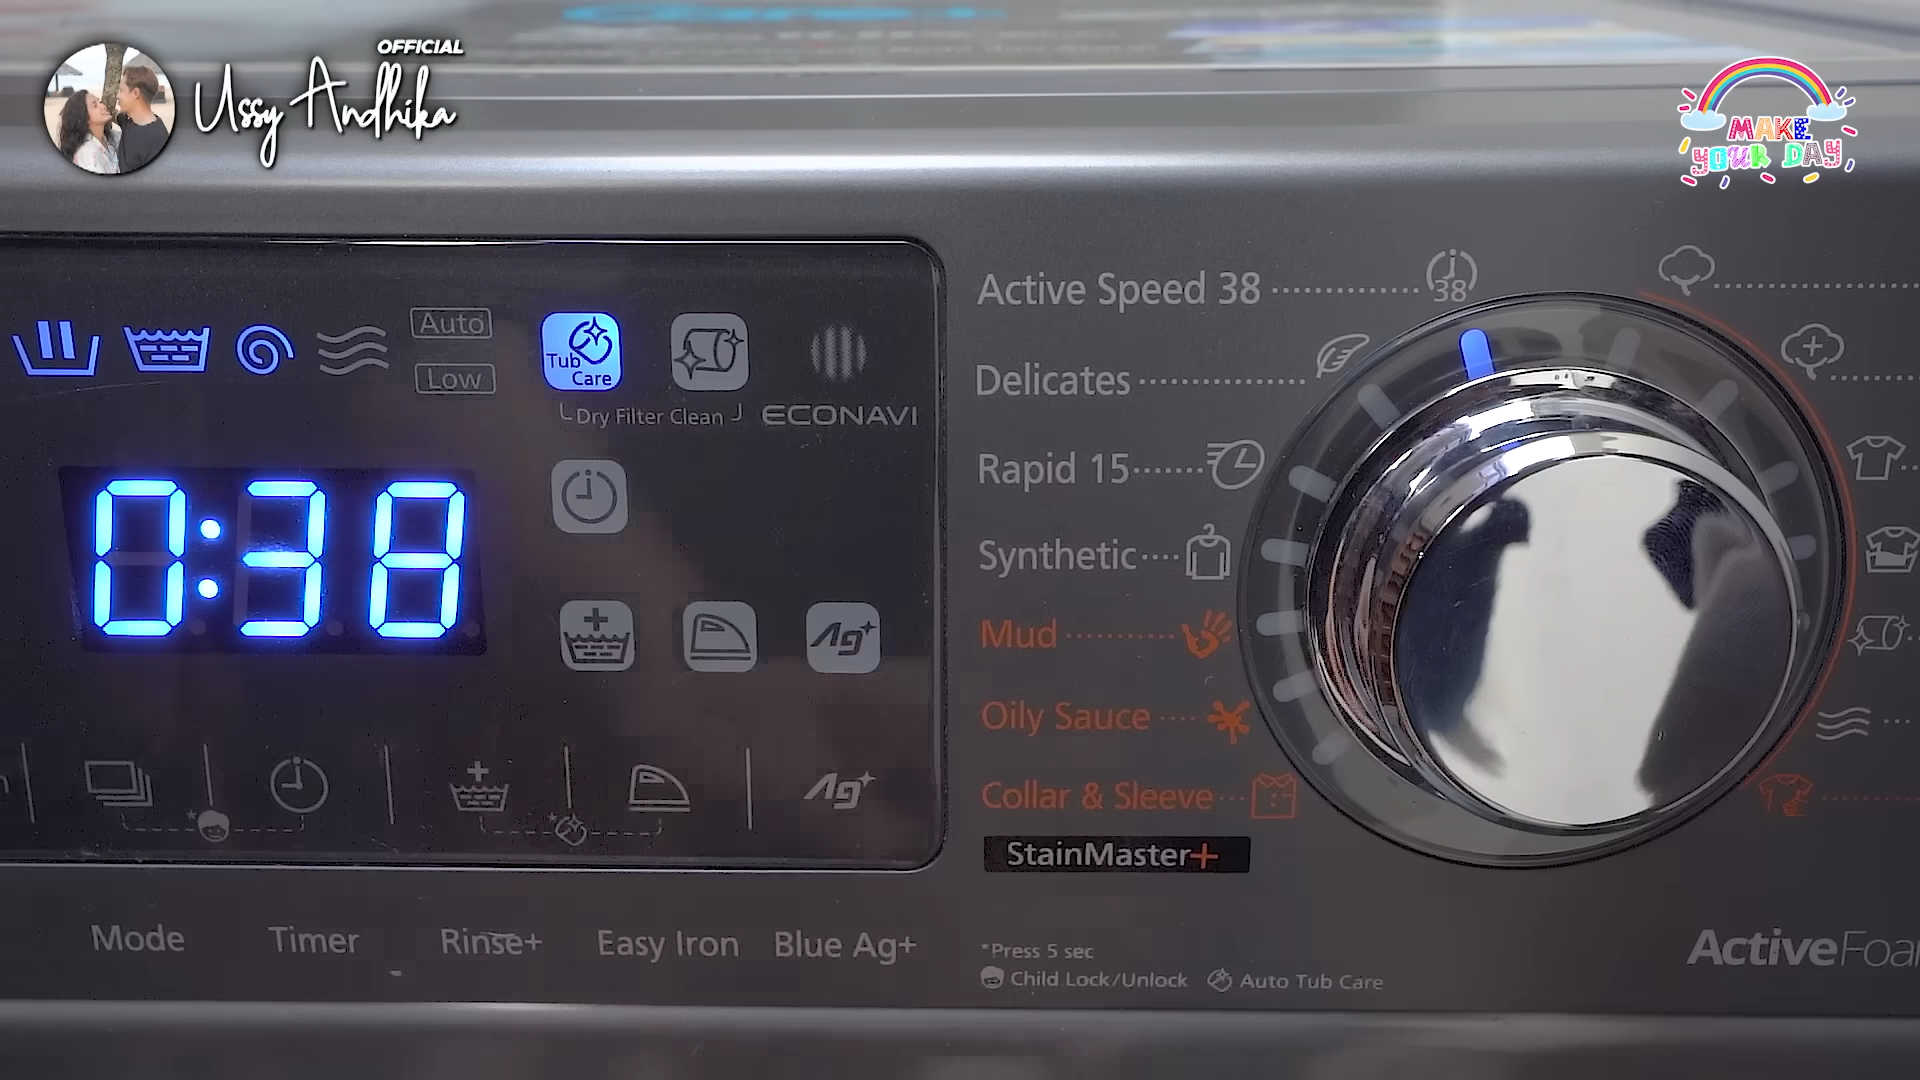 OFFICIAL
Ussy Andhika
MAKE
YOUR DAY
Auto
Low
Tub
Care
Dry Filter Clean
ECONAVI
0:38
Ag+
Ag+
Mode
Timer
Rinse+
Easy Iron
Blue Ag+
Active Speed 38
38
Delicates
Rapid 15
Synthetic
Mud
Oily Sauce
Collar & Sleeve
StainMaster+
*Press 5 sec
Child Lock/Unlock
Auto Tub Care
ActiveFoa